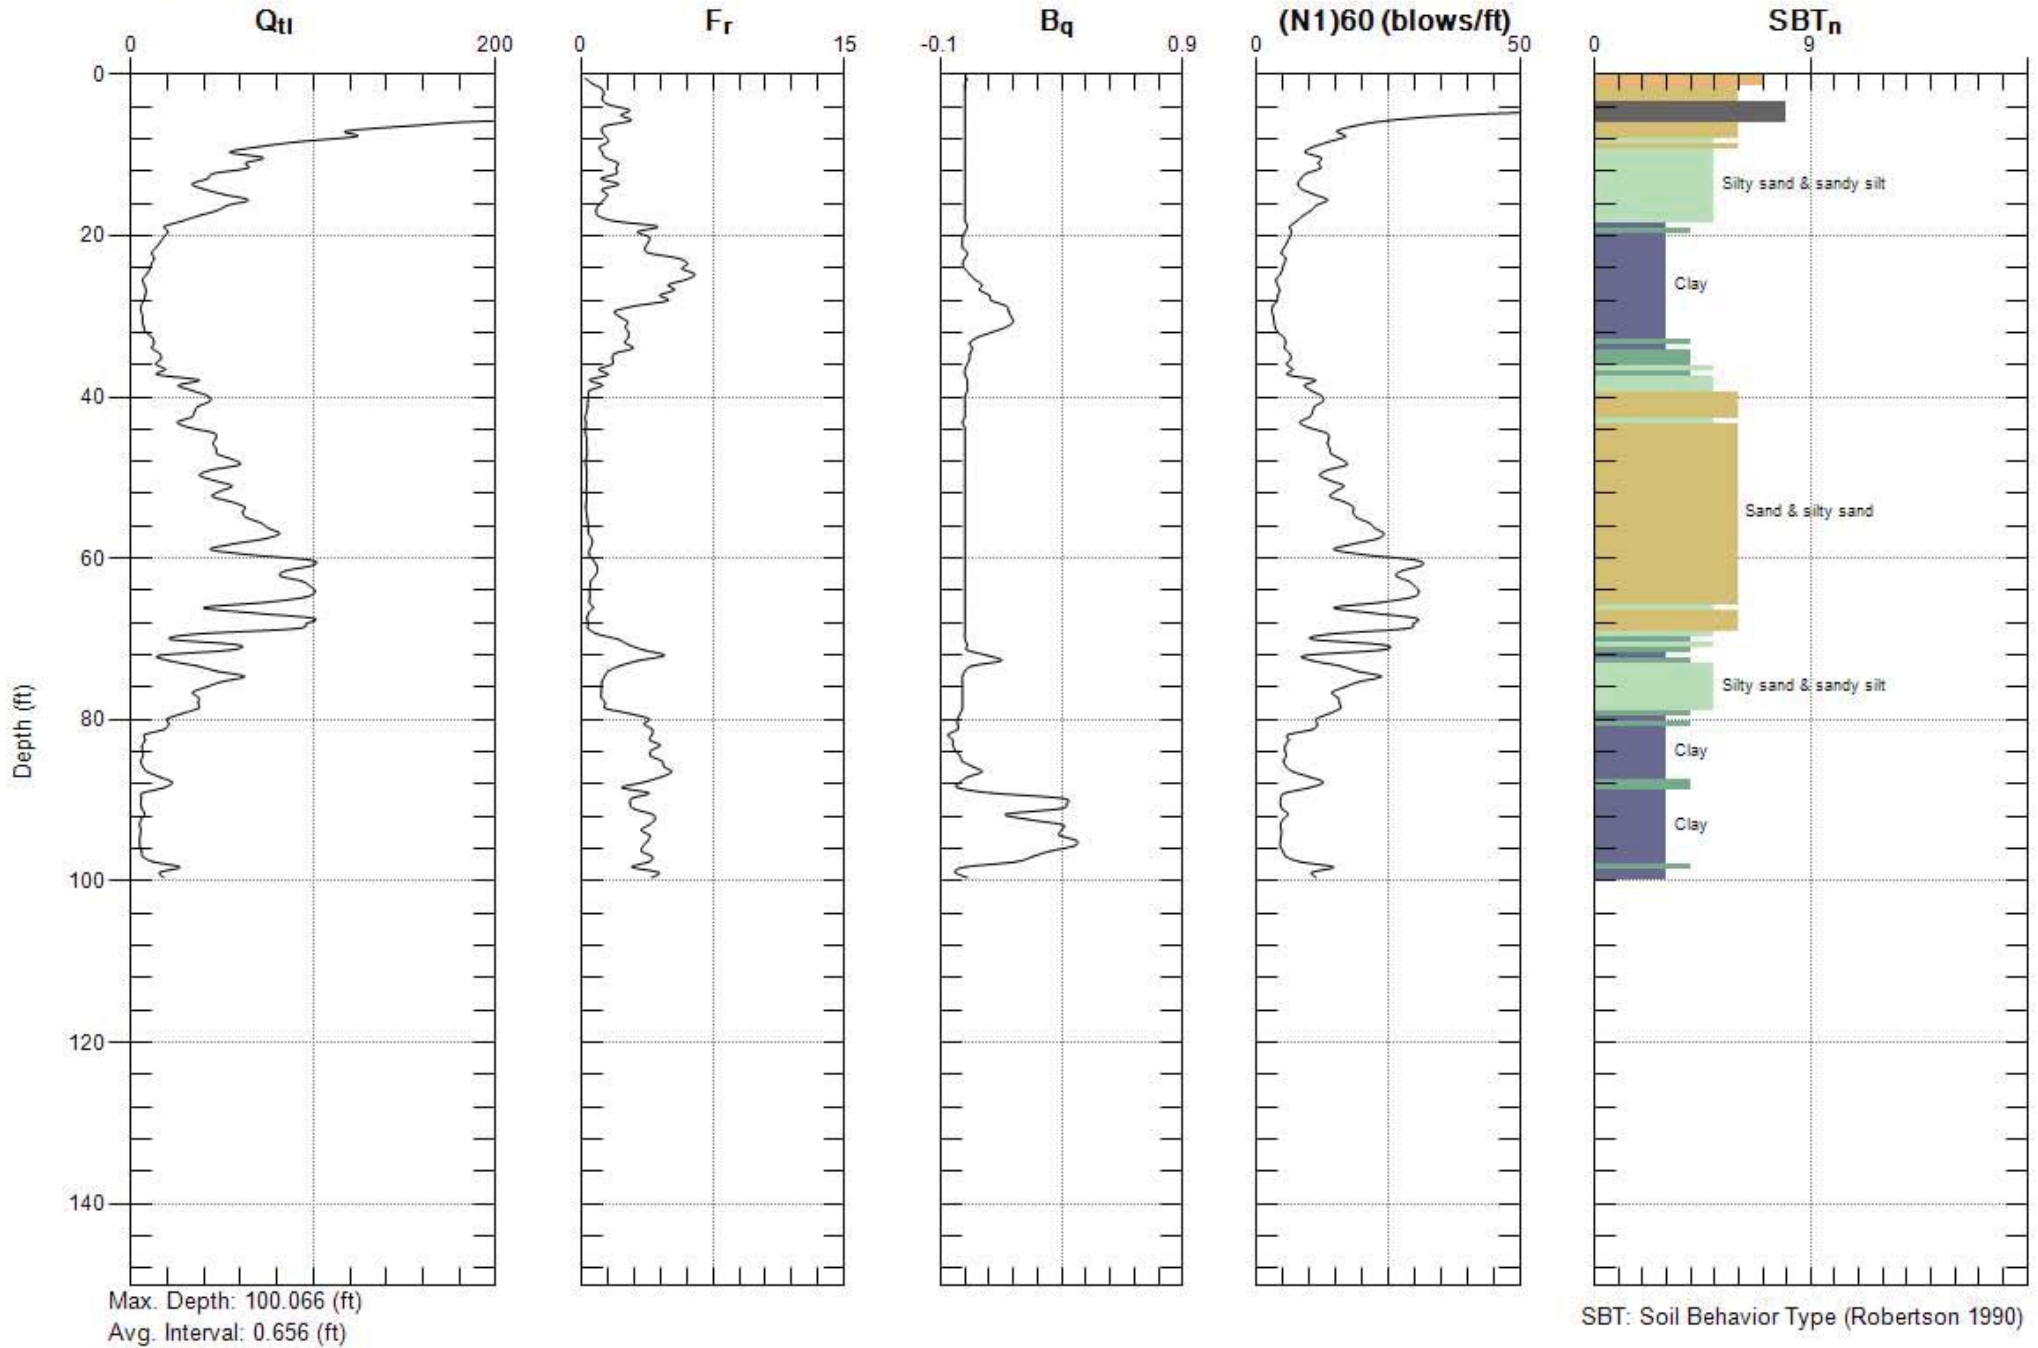 Qtl
Fr
Bq
(N1)60 (blows/ft)
SBTn
0 200
0 15
-0.1 0.9
0 50
0 9
0
20
40
60
80
100
120
140
Depth (ft)
Silty sand & sandy silt
Clay
Sand & silty sand
Silty sand & sandy silt
Clay
Clay
Max. Depth: 100.066 (ft)
Avg. Interval: 0.656 (ft)
SBT: Soil Behavior Type (Robertson 1990)